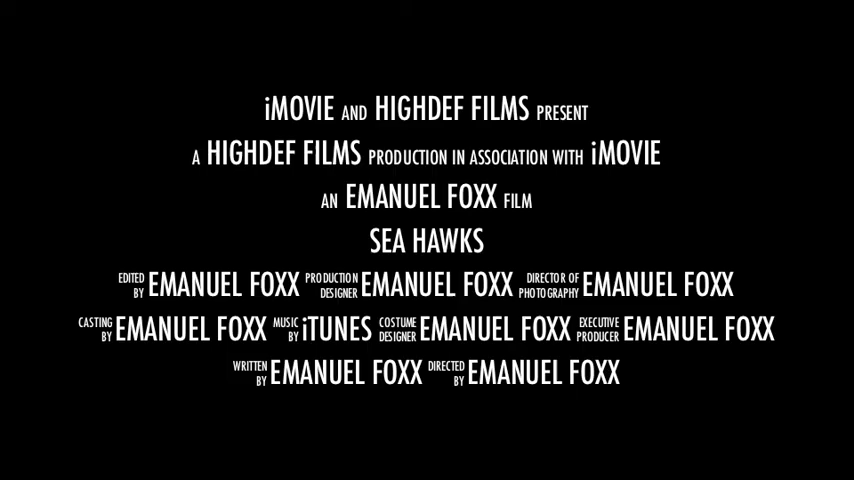 iMOVIE AND HIGHDEF FILMS PRESENT
A HIGHDEF FILMS PRODUCTION IN ASSOCIATION WITH iMOVIE
AN EMANUEL FOXX FILM
SEA HAWKS
EDITED BY EMANUEL FOXX PRODUCTION DESIGNER EMANUEL FOXX DIRECTOR OF PHOTOGRAPHY EMANUEL FOXX
CASTING BY EMANUEL FOXX MUSIC BY iTUNES COSTUME DESIGNER EMANUEL FOXX EXECUTIVE PRODUCER EMANUEL FOXX
WRITTEN BY EMANUEL FOXX DIRECTED BY EMANUEL FOXX